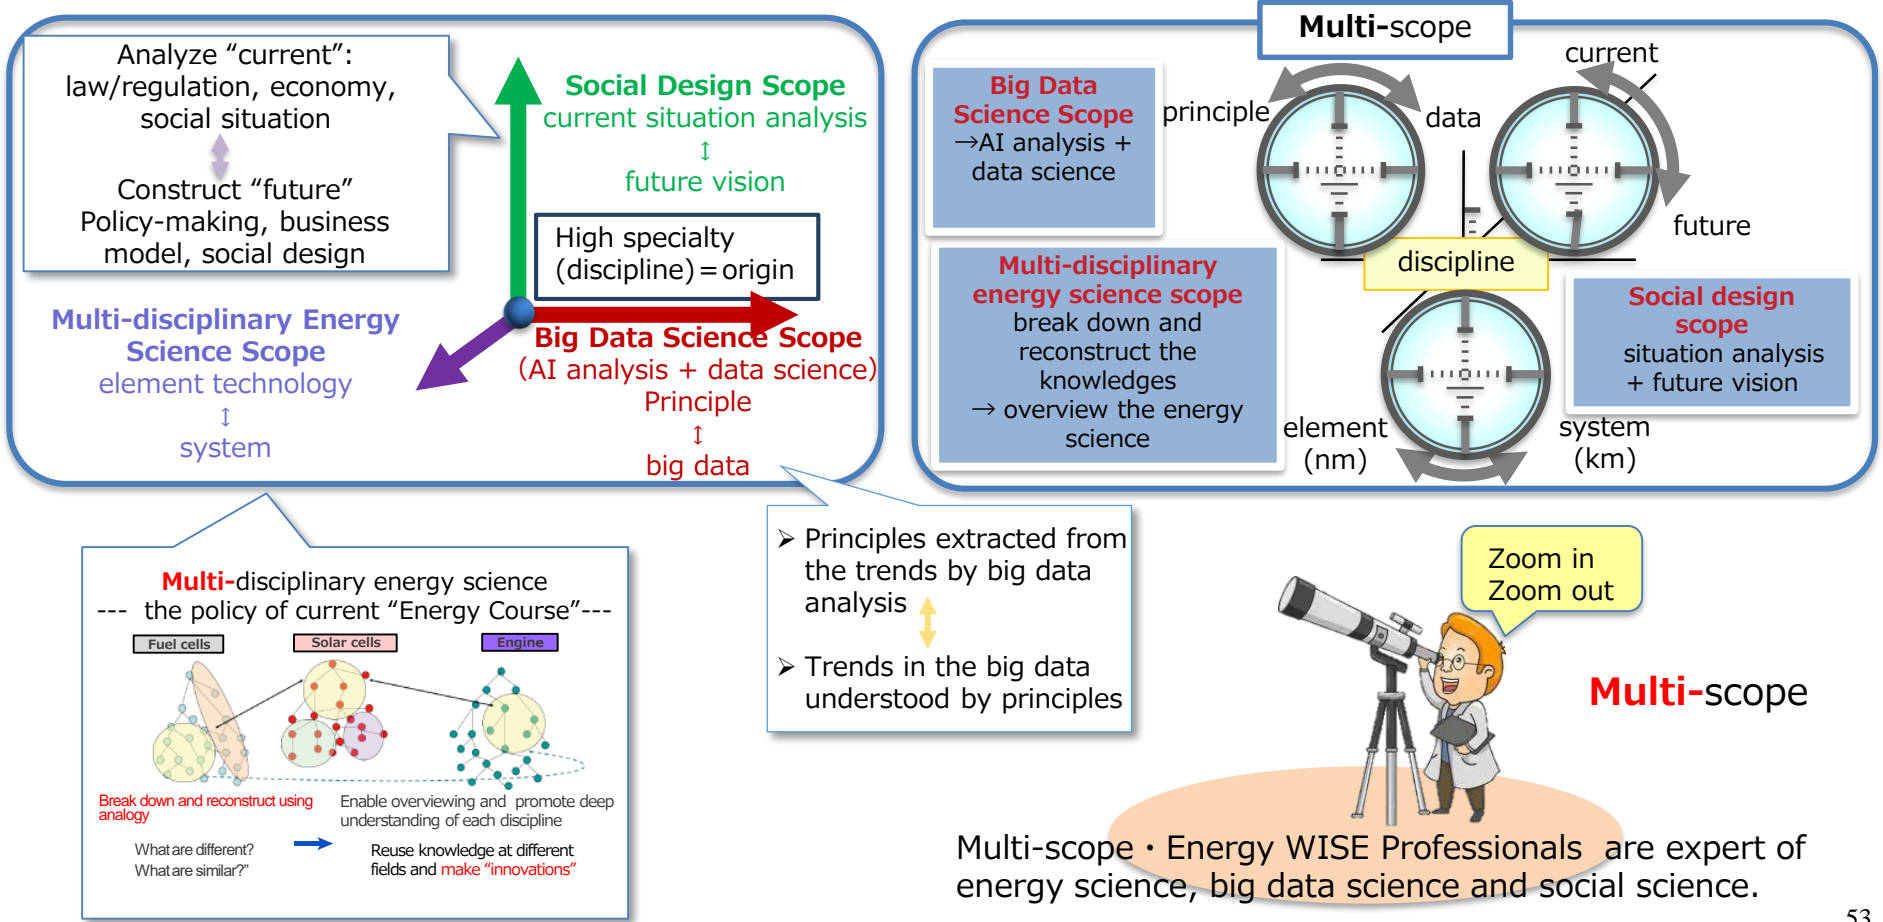 Analyze “current”:
law/regulation, economy,
social situation
Construct “future”
Policy-making, business
model, social design
Social Design Scope
current situation analysis
↕
future vision
High specialty
(discipline)＝origin
Multi-disciplinary Energy
Science Scope
element technology
↕
system
Big Data Science Scope
(AI analysis + data science)
Principle
↕
big data
Multi-scope
Big Data
Science Scope
→AI analysis +
data science
principle
data
current
future
discipline
Multi-disciplinary
energy science scope
break down and
reconstruct the
knowledges
→ overview the energy
science
Social design
scope
situation analysis
+ future vision
element
(nm)
system
(km)
Multi-disciplinary energy science
--- the policy of current “Energy Course”---
Fuel cells
Solar cells
Engine
Break down and reconstruct using
analogy
What are different?
What are similar?”
Enable overviewing and promote deep
understanding of each discipline
Reuse knowledge at different
fields and make “innovations”
➢ Principles extracted from
the trends by big data
analysis
➢ Trends in the big data
understood by principles
Zoom in
Zoom out
Multi-scope
Multi-scope・Energy WISE Professionals are expert of
energy science, big data science and social science.
53